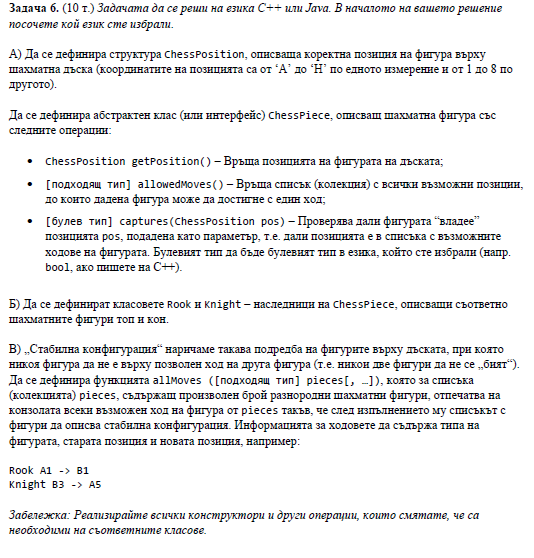 Задача 6. (10 т.) Задачата да се реши на езика C++ или Java. В началото на вашето решение
посочете кой език сте избрали.
А) Да се дефинира структура ChessPosition, описваща коректна позиция на фигура върху
шахматна дъска (координатите на позицията са от ‘A’ до ‘H’ по едното измерение и от 1 до 8 по
другото).
Да се дефинира абстрактен клас (или интерфейс) ChessPiece, описващ шахматна фигура със
следните операции:
• ChessPosition getPosition() – Връща позицията на фигурата на дъската;
• [подходящ тип] allowedMoves() – Връща списък (колекция) с всички възможни позиции,
до които дадена фигура може да достигне с един ход;
• [булев тип] captures(ChessPosition pos) – Проверява дали фигурата “владее”
позицията pos, подадена като параметър, т.е. дали позицията е в списъка с възможните
ходове на фигурата. Булевият тип да бъде булевият тип в езика, който сте избрали (напр.
bool, ако пишете на C++).
Б) Да се дефинират класовете Rook и Knight – наследници на ChessPiece, описващи съответно
шахматните фигури топ и кон.
В) „Стабилна конфигурация“ наричаме такава подредба на фигурите върху дъската, при която
никоя фигура да не е върху позволен ход на друга фигура (т.е. никои две фигури да не се „бият“).
Да се дефинира функцията allMoves ([подходящ тип] pieces[, …]), която за списъка
(колекцията) pieces, съдържащ произволен брой разнородни шахматни фигури, отпечатва на
конзолата всеки възможен ход на фигура от pieces такъв, че след изпълнението му списъкът с
фигури да описва стабилна конфигурация. Информацията за ходовете да съдържа типа на
фигурата, старата позиция и новата позиция, например:
Rook A1 -> B1
Knight B3 -> A5
Забележка: Реализирайте всички конструктори и други операции, които смятате, че са
необходими на съответните класове.